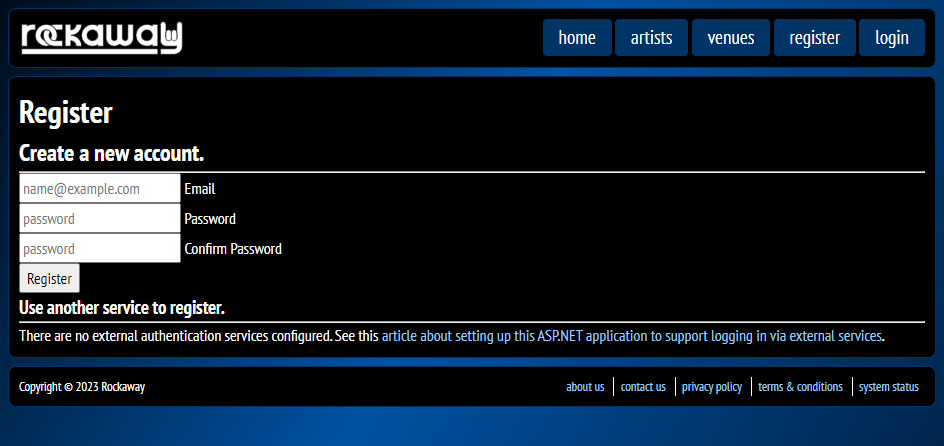 rockaway
home artists venues register login
Register
Create a new account.
name@example.com Email
password Password
password Confirm Password
Register
Use another service to register.
There are no external authentication services configured. See this article about setting up this ASP.NET application to support logging in via external services.
Copyright © 2023 Rockaway about us contact us privacy policy terms & conditions system status